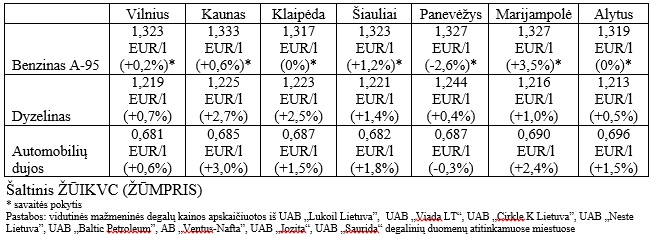 Vilnius Kaunas Klaipėda Šiauliai Panevėžys Marijampolė Alytus
1,323 1,333 1,317 1,323 1,327 1,327 1,319
EUR/l EUR/l EUR/l EUR/l EUR/l EUR/l EUR/l
Benzinas A-95 (+0,2%)* (+0,6%)* (0%)* (+1,2%)* (-2,6%)* (+3,5%)* (0%)*
1,219 1,225 1,223 1,221 1,244 1,216 1,213
EUR/l EUR/l EUR/l EUR/l EUR/l EUR/l EUR/l
Dyzelinas (+0,7%) (+2,7%) (+2,5%) (+1,4%) (+0,4%) (+1,0%) (+0,5%)
0,681 0,685 0,687 0,682 0,687 0,690 0,696
Automobilių EUR/l EUR/l EUR/l EUR/l EUR/l EUR/l EUR/l
dujos (+0,6%) (+3,0%) (+1,5%) (+1,8%) (-0,3%) (+2,4%) (+1,5%)
Šaltinis ŽŪIKVC (ŽŪMPRIS)
* savaitės pokytis
Pastabos: vidutinės mažmeninės degalų kainos apskaičiuotos iš UAB „Lukoil Lietuva”, UAB „Viada LT“, UAB „Cirkle K Lietuva”, UAB „Neste
Lietuva”, UAB „Baltic Petroleum”, AB „Ventus-Nafta”, UAB „Jozita”, UAB „Saurida” degalinių duomenų atitinkamuose miestuose